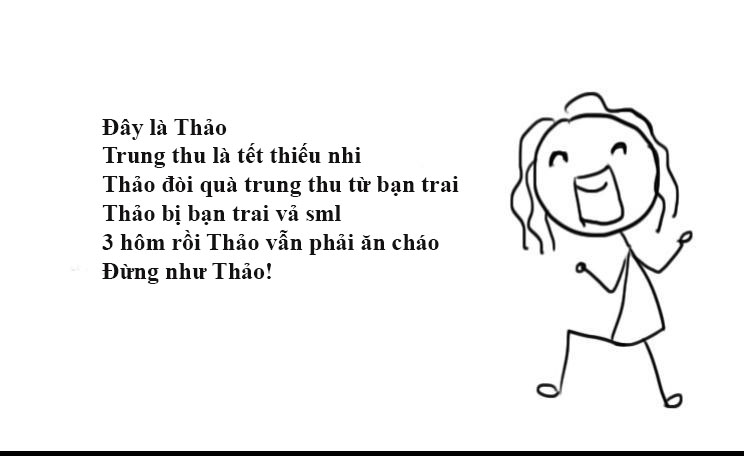 Đây là Thảo
Trung thu là tết thiếu nhi
Thảo đòi quà trung thu từ bạn trai
Thảo bị bạn trai vả sml
3 hôm rồi Thảo vẫn phải ăn cháo
Đừng như Thảo!